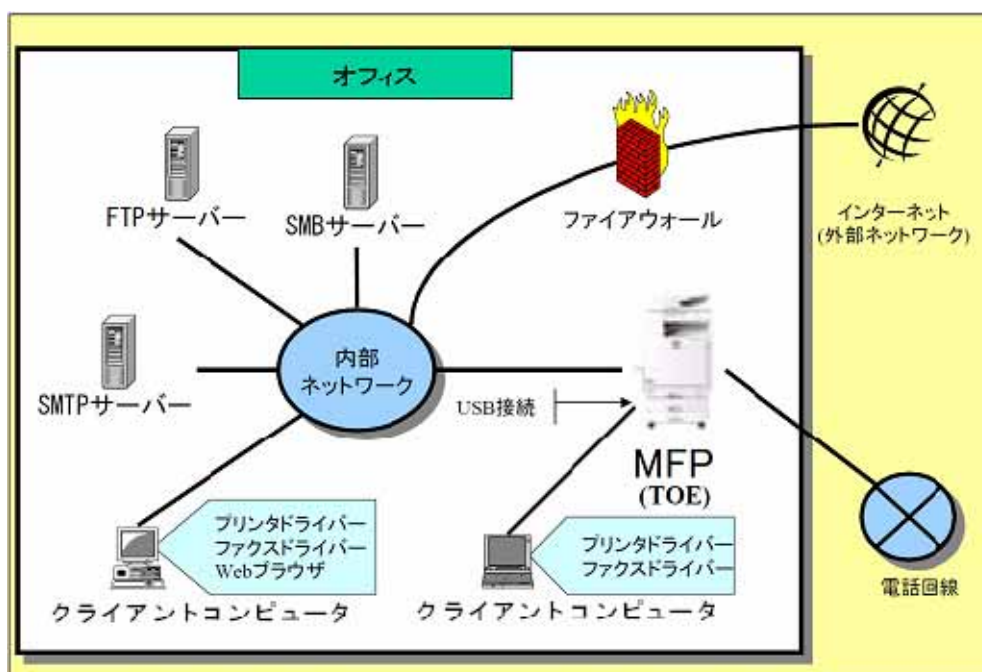 オフィス
FTPサーバー
SMBサーバー
ファイアウォール
インターネット
(外部ネットワーク)
SMTPサーバー
内部
ネットワーク
USB接続
MFP
(TOE)
プリンタドライバー
ファクスドライバー
Webブラウザ
クライアントコンピュータ
プリンタドライバー
ファクスドライバー
クライアントコンピュータ
電話回線